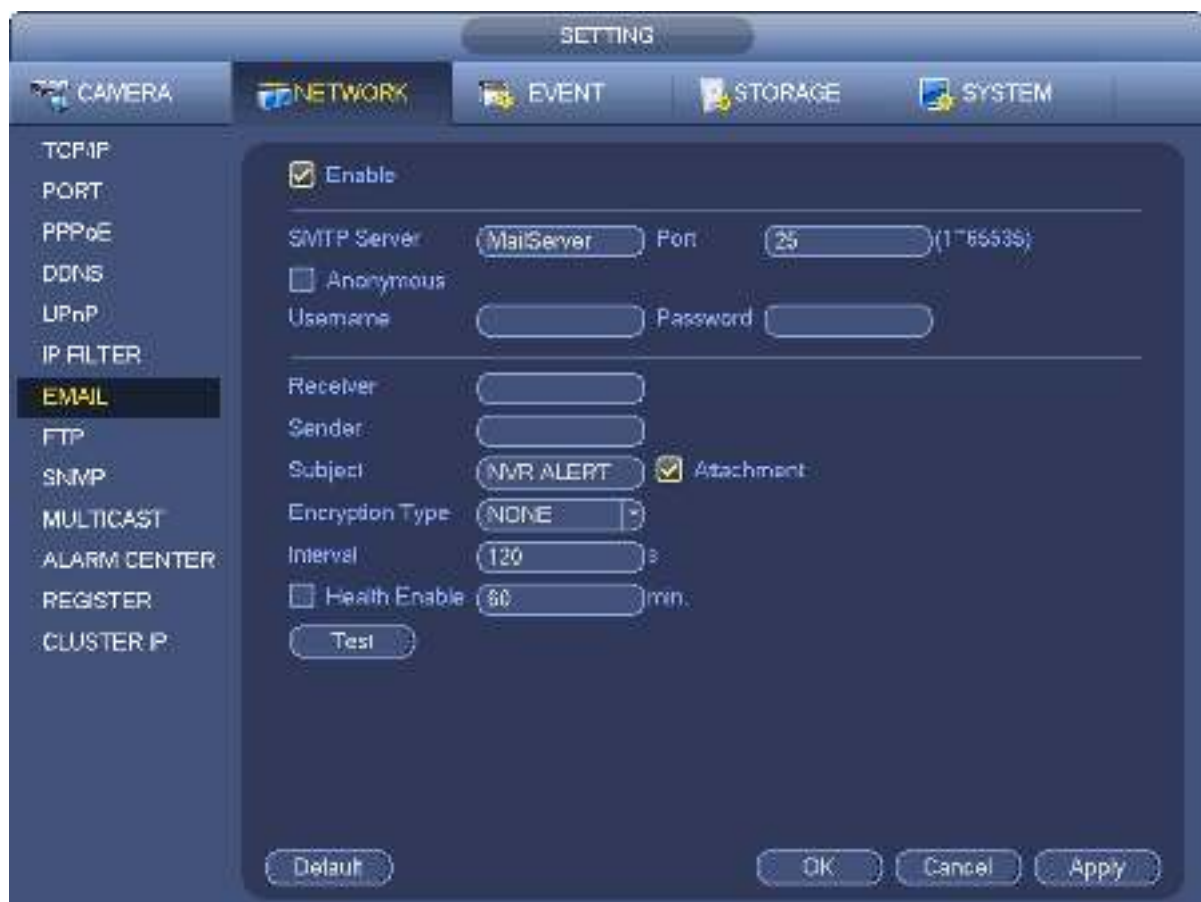 SETTING
CAMERA NETWORK EVENT STORAGE SYSTEM
TCP/IP
PORT
PPPoE
DDNS
UPnP
IP FILTER
EMAIL
FTP
SNMP
MULTICAST
ALARM CENTER
REGISTER
CLUSTER IP
Enable
SMTP Server MailServer Port 25 (1~65535)
Anonymous
Username Password
Receiver
Sender
Subject NVR ALERT Attachment
Encryption Type NONE
Interval 120 s
Health Enable 60 min.
Test
Default OK Cancel Apply